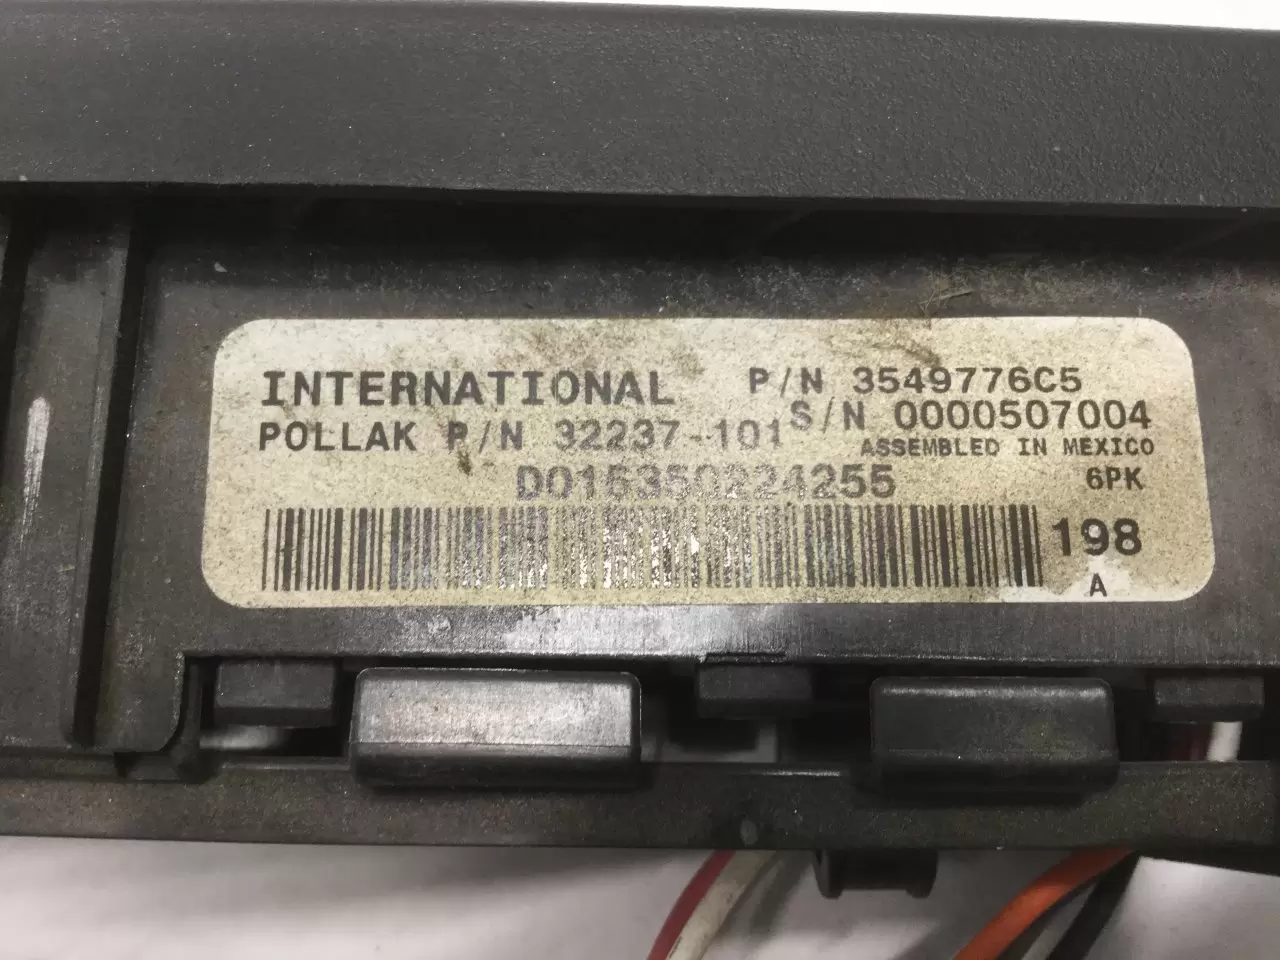 INTERNATIONAL P/N 3549776C5
S/N 0000507004
POLLAK P/N 32237-101
ASSEMBLED IN MEXICO
D015350224255 6PK
198
A